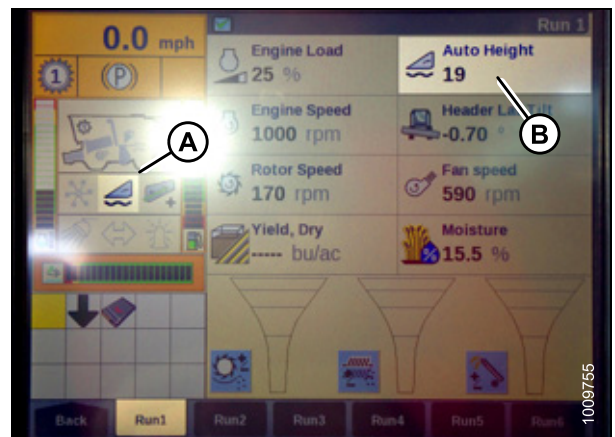 Run 1
0.0 mph
1
(P)
Engine Load
25 %
Auto Height
19
Engine Speed
1000 rpm
-0.70 °
Rotor Speed
170 rpm
Fan speed
590 rpm
Yield, Dry
----- bu/ac
Moisture
15.5 %
A
B
Back
Run1
Run2
Run3
Run4
Run5
Run6
1009755